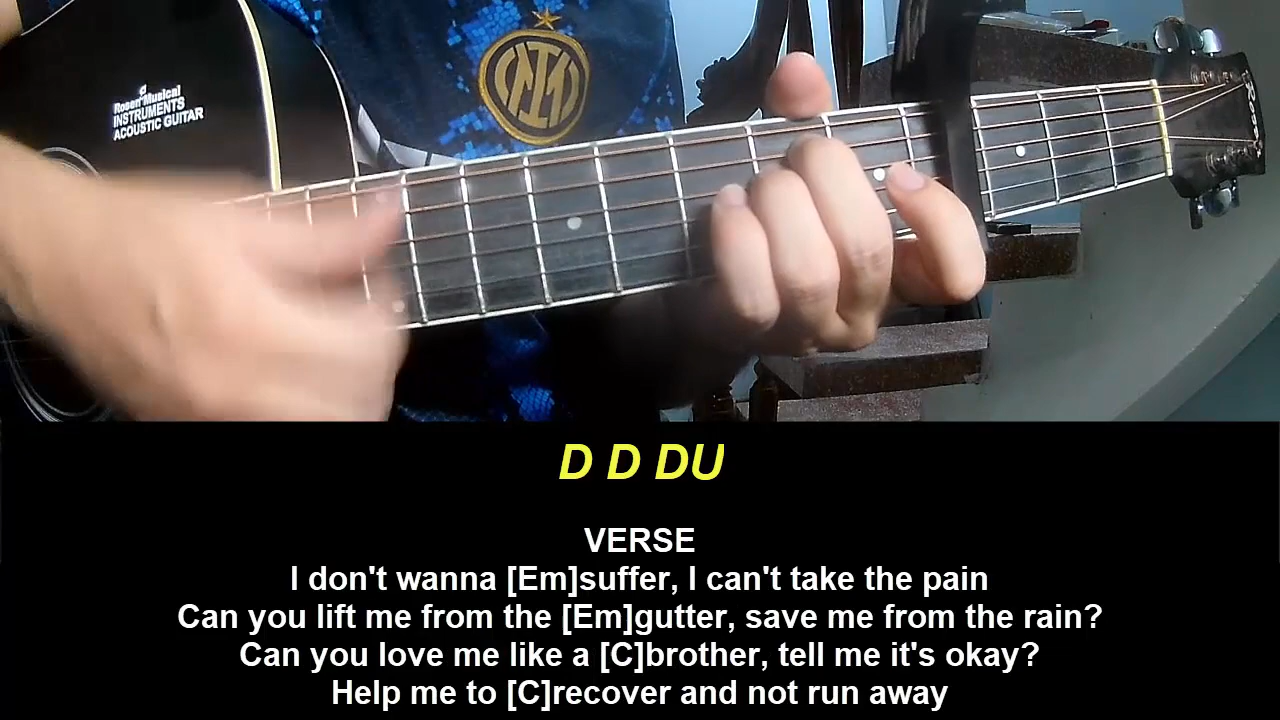 Rosen Musical
INSTRUMENTS
ACOUSTIC GUITAR
D D DU
VERSE
I don't wanna [Em]suffer, I can't take the pain
Can you lift me from the [Em]gutter, save me from the rain?
Can you love me like a [C]brother, tell me it's okay?
Help me to [C]recover and not run away